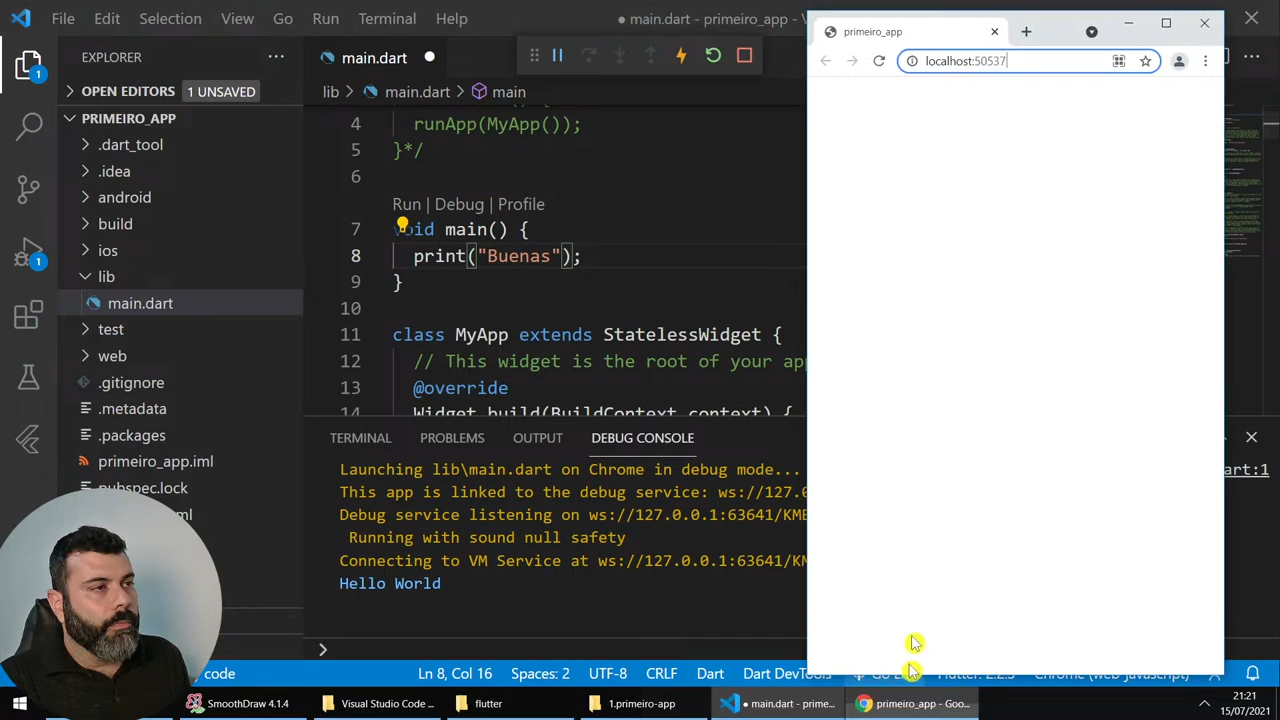 File Edit Selection View Go Run Terminal Help
main.dart -
primeiro_app
localhost:50537
EXPLORER
main.dart
OPEN EDITORS 1 UNSAVED
PRIMEIRO_APP
.dart_tool
.idea
android
build
ios
lib
main.dart
test
web
.gitignore
.metadata
.packages
primeiro_app.iml
pubspec.lock
lib > main.dart > main
4 runApp(MyApp());
5 }*/
6
Run | Debug | Profile
7 void main() {
8 print("Buenas");
9 }
10
11 class MyApp extends StatelessWidget {
12 // This widget is the root of your app
13 @override
14 Widget build(BuildContext context) {
TERMINAL PROBLEMS OUTPUT DEBUG CONSOLE
Launching lib\main.dart on Chrome in debug mode...
This app is linked to the debug service: ws://127.0
Debug service listening on ws://127.0.0.1:63641/KME
Running with sound null safety
Connecting to VM Service at ws://127.0.0.1:63641/KM
Hello World
art:1
code Ln 8, Col 16 Spaces: 2 UTF-8 CRLF Dart Dart DevTools Go Flutter: 2.2.3 Chrome (web-javascript)
SmoothDraw 4.1.4 Visual Studio Code ... flutter 1.primeiro-app main.dart - prime... primeiro_app - Goo...
21:21
15/07/2021
1
1